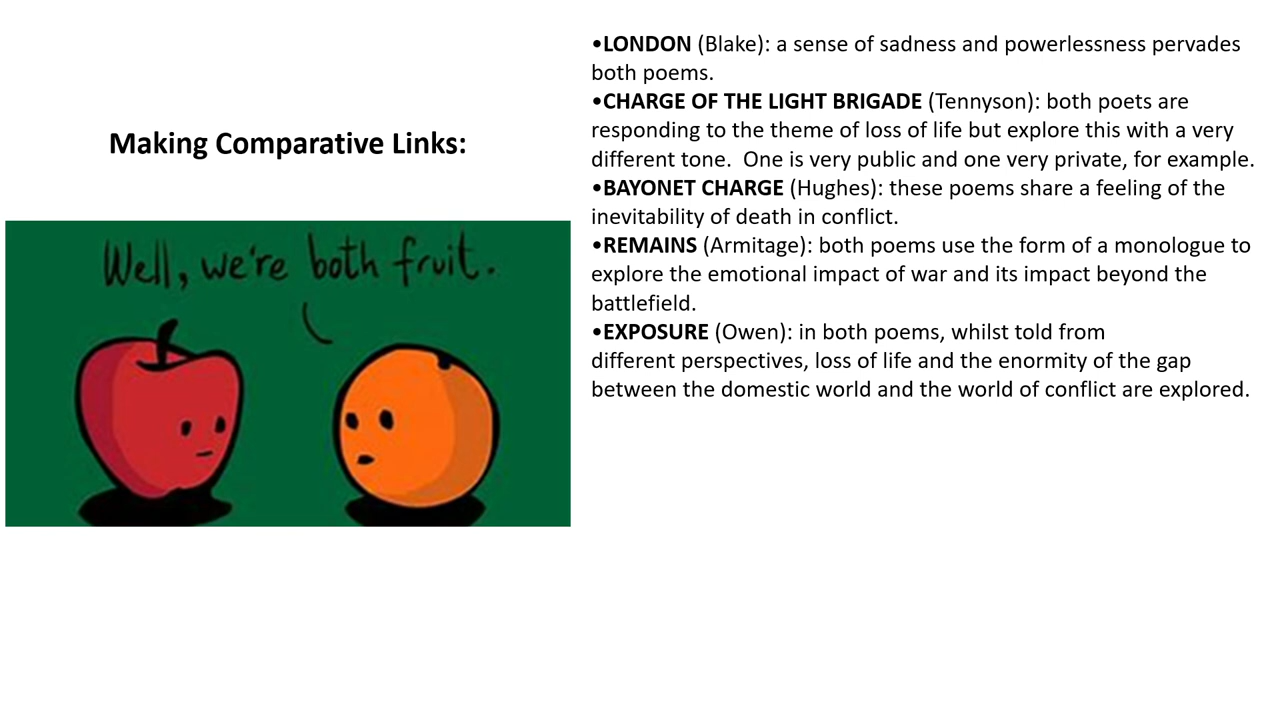 Making Comparative Links:
Well, we're both fruit.
•LONDON (Blake): a sense of sadness and powerlessness pervades
both poems.
•CHARGE OF THE LIGHT BRIGADE (Tennyson): both poets are
responding to the theme of loss of life but explore this with a very
different tone.  One is very public and one very private, for example.
•BAYONET CHARGE (Hughes): these poems share a feeling of the
inevitability of death in conflict.
•REMAINS (Armitage): both poems use the form of a monologue to
explore the emotional impact of war and its impact beyond the
battlefield.
•EXPOSURE (Owen): in both poems, whilst told from
different perspectives, loss of life and the enormity of the gap
between the domestic world and the world of conflict are explored.